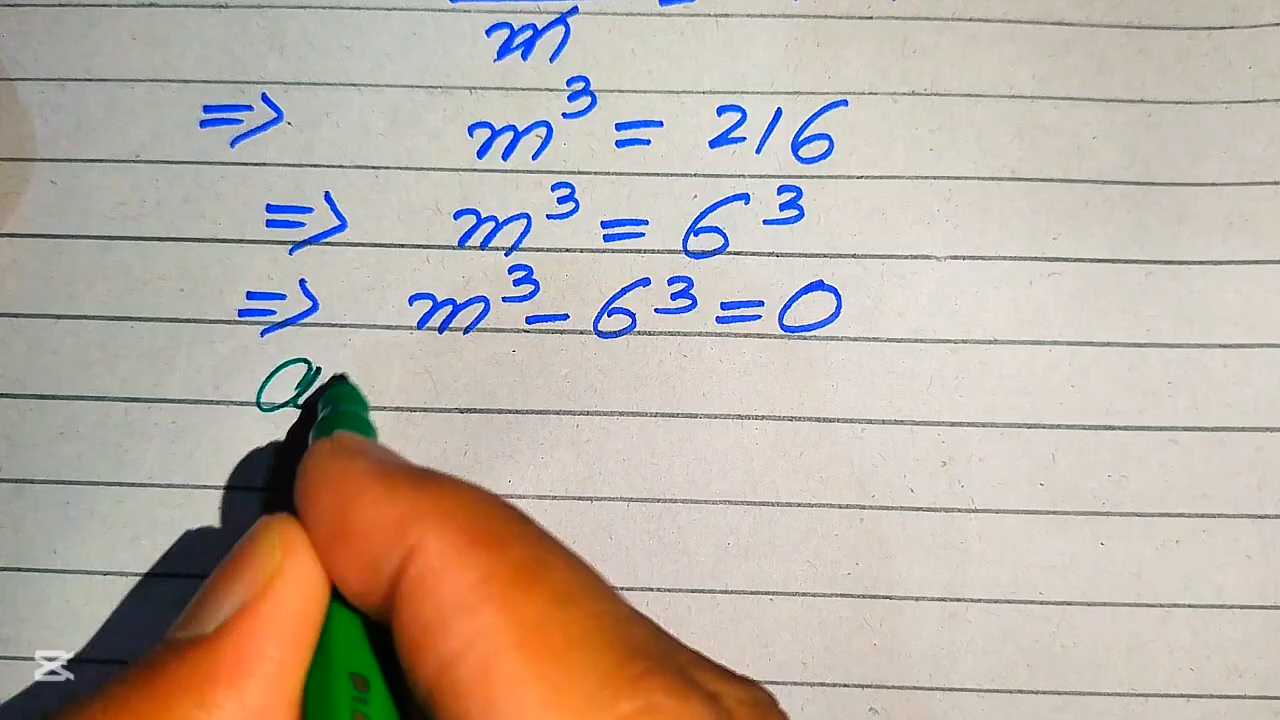 m
=> m³ = 216
=> m³ = 6³
=> m³ - 6³ = 0
a